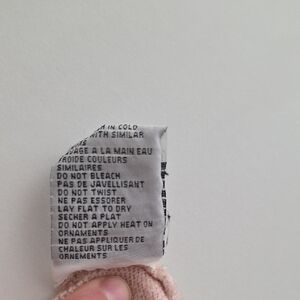 IN COLD
WITH SIMILAR
A LA MAIN EAU
FROIDE COULEURS
SIMILAIRES
DO NOT BLEACH
PAS DE JAVELLISANT
DO NOT TWIST
NE PAS ESSORER
LAY FLAT TO DRY
SECHER A PLAT
DO NOT APPLY HEAT ON
ORNAMENTS
NE PAS APPLIQUER DE
CHALEUR SUR LES
ORNEMENTS